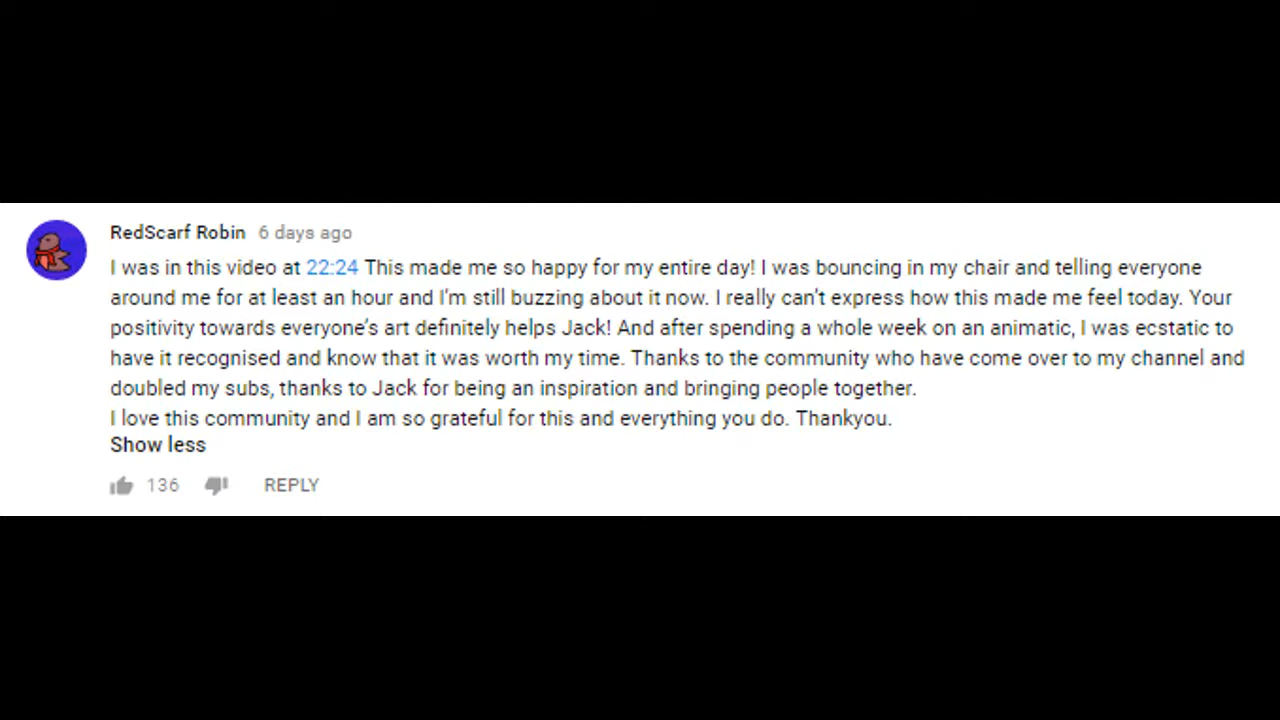 RedScarf Robin 6 days ago
I was in this video at 22:24 This made me so happy for my entire day! I was bouncing in my chair and telling everyone
around me for at least an hour and I'm still buzzing about it now. I really can't express how this made me feel today. Your
positivity towards everyone's art definitely helps Jack! And after spending a whole week on an animatic, I was ecstatic to
have it recognised and know that it was worth my time. Thanks to the community who have come over to my channel and
doubled my subs, thanks to Jack for being an inspiration and bringing people together.
I love this community and I am so grateful for this and everything you do. Thankyou.
Show less
136 REPLY